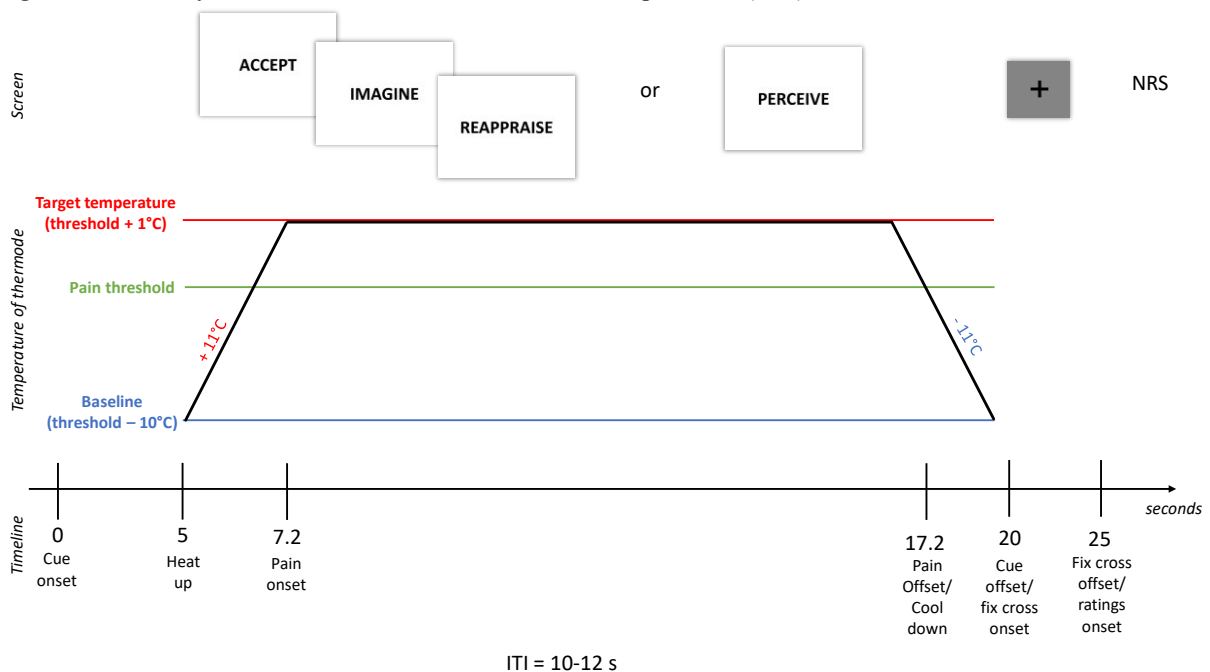 Screen
ACCEPT
IMAGINE
REAPPRAISE
or
PERCEIVE
+
NRS
Temperature of thermode
Target temperature
(threshold + 1°C)
Pain threshold
+ 11°C
- 11°C
Baseline
(threshold – 10°C)
Timeline
seconds
0
Cue
onset
5
Heat
up
7.2
Pain
onset
17.2
Pain
Offset/
Cool
down
20
Cue
offset/
fix cross
onset
25
Fix cross
offset/
ratings
onset
ITI = 10-12 s